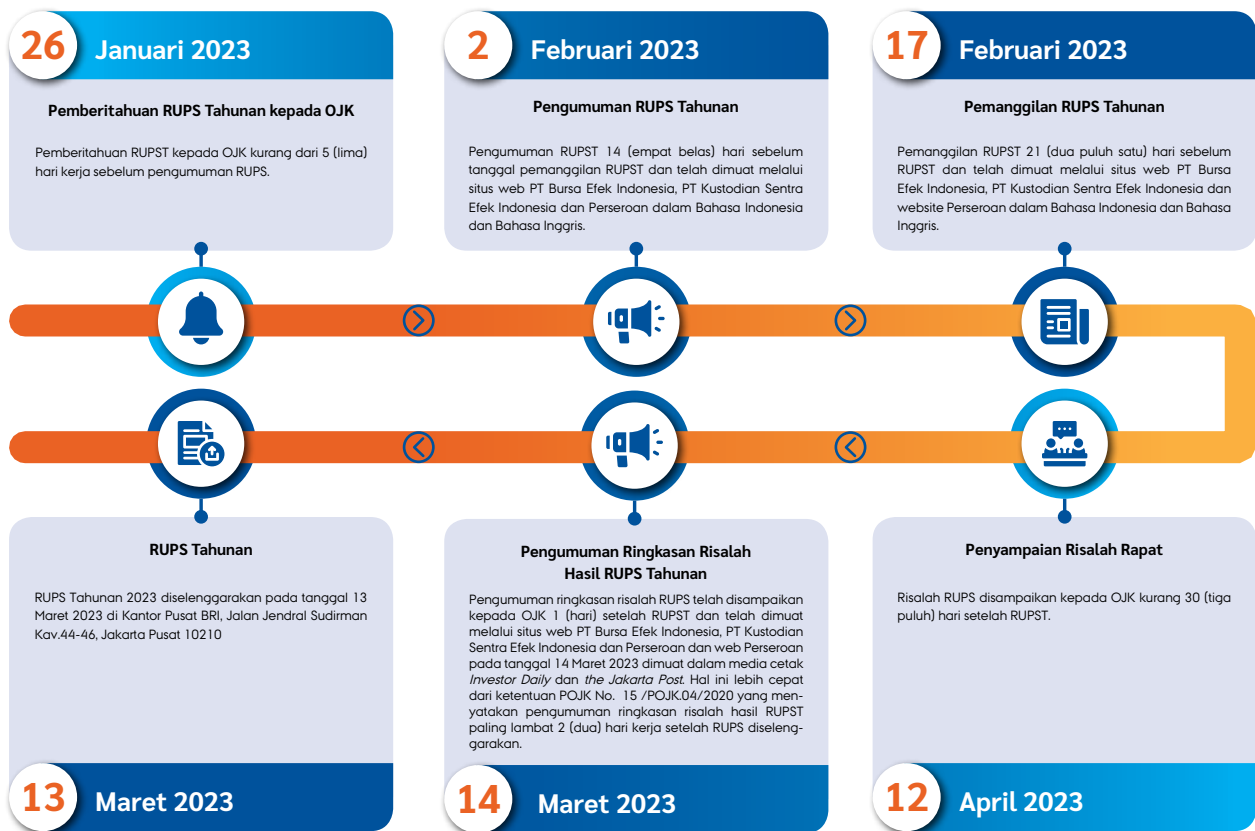 26 Januari 2023
Pemberitahuan RUPS Tahunan kepada OJK
Pemberitahuan RUPST kepada OJK kurang dari 5 (lima)
hari kerja sebelum pengumuman RUPS.
2 Februari 2023
Pengumuman RUPS Tahunan
Pengumuman RUPST 14 (empat belas) hari sebelum
tanggal pemanggilan RUPST dan telah dimuat melalui
situs web PT Bursa Efek Indonesia, PT Kustodian Sentra
Efek Indonesia dan Perseroan dalam Bahasa Indonesia
dan Bahasa Inggris.
17 Februari 2023
Pemanggilan RUPS Tahunan
Pemanggilan RUPST 21 (dua puluh satu) hari sebelum
RUPST dan telah dimuat melalui situs web PT Bursa
Efek Indonesia, PT Kustodian Sentra Efek Indonesia dan
website Perseroan dalam Bahasa Indonesia dan Bahasa
Inggris.
RUPS Tahunan
RUPS Tahunan 2023 diselenggarakan pada tanggal 13
Maret 2023 di Kantor Pusat BRI, Jalan Jendral Sudirman
Kav.44-46, Jakarta Pusat 10210
13 Maret 2023
Pengumuman Ringkasan Risalah
Hasil RUPS Tahunan
Pengumuman ringkasan risalah RUPS telah disampaikan
kepada OJK 1 (hari) setelah RUPST dan telah dimuat
melalui situs web PT Bursa Efek Indonesia, PT Kustodian
Sentra Efek Indonesia dan Perseroan dan web Perseroan
pada tanggal 14 Maret 2023 dimuat dalam media cetak
Investor Daily dan the Jakarta Post. Hal ini lebih cepat
dari ketentuan POJK No. 15 /POJK.04/2020 yang men-
yatakan pengumuman ringkasan risalah hasil RUPST
paling lambat 2 (dua) hari kerja setelah RUPS diseleng-
garakan.
14 Maret 2023
Penyampaian Risalah Rapat
Risalah RUPS disampaikan kepada OJK kurang 30 (tiga
puluh) hari setelah RUPST.
12 April 2023